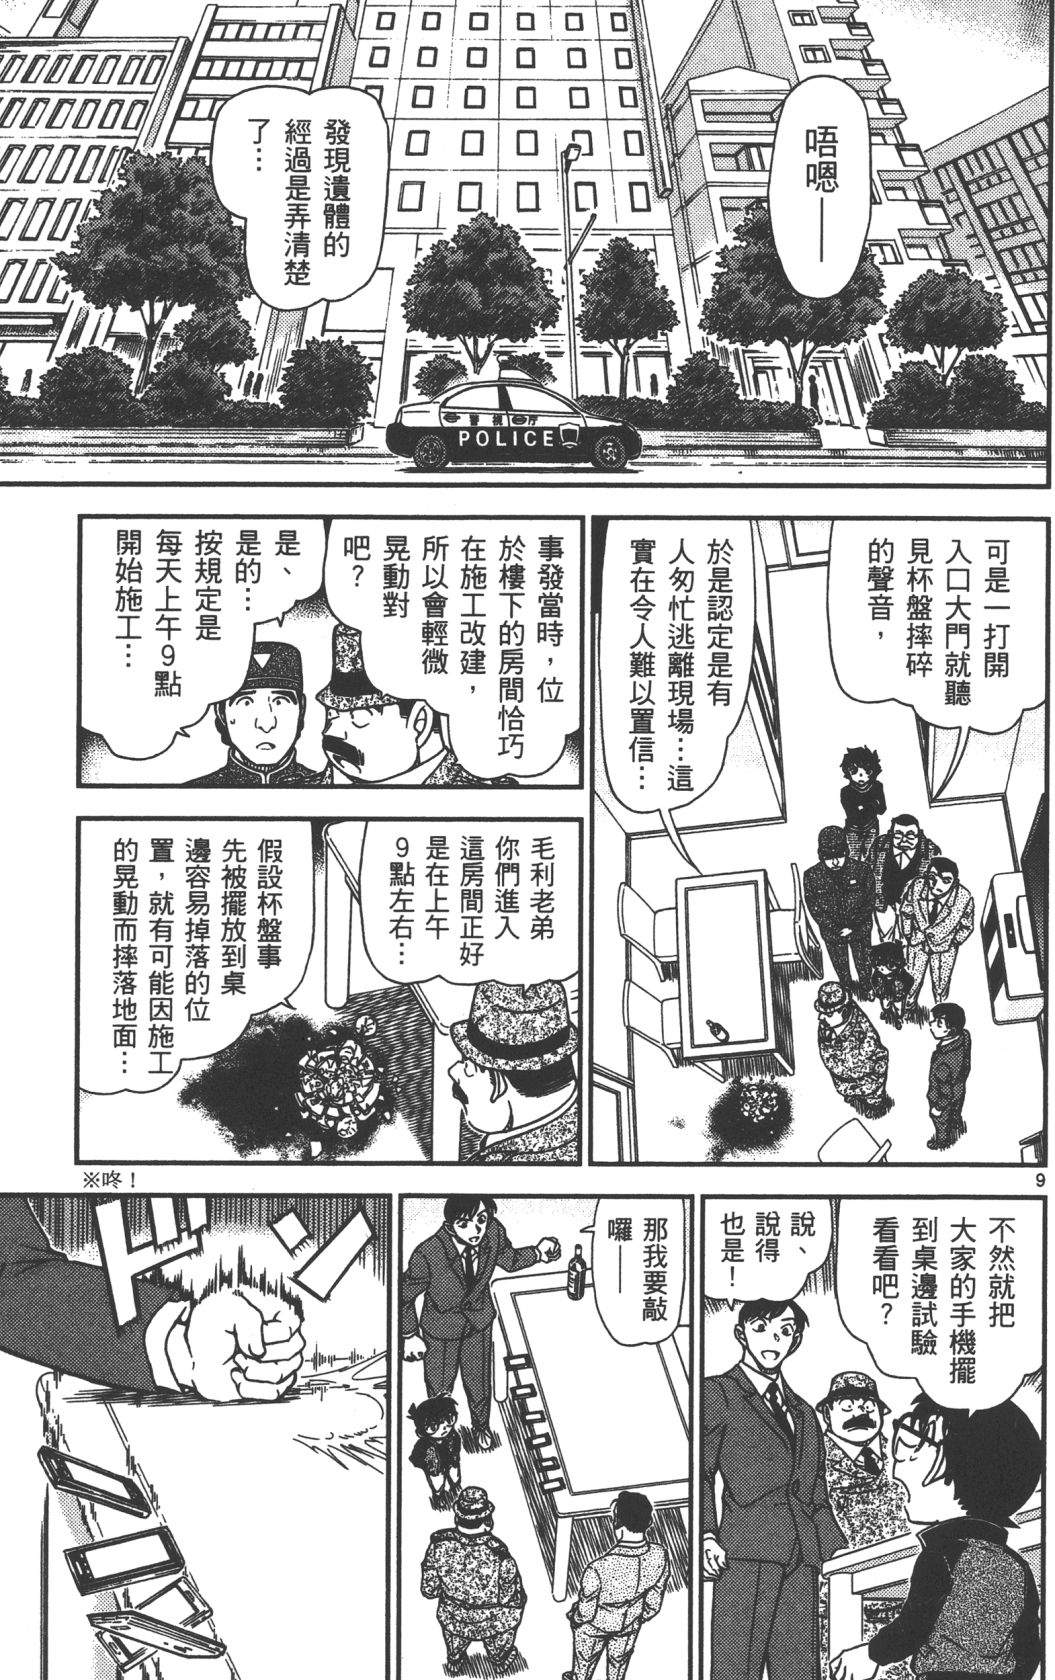 唔嗯——
發現遺體的
經過是弄清楚
了…
警視庁
POLICE
可是一打開
入口大門就聽
見杯盤摔碎
的聲音，
於是認定是有
人匆忙逃離現場…這
實在令人難以置信…
事發當時，位
於樓下的房間恰巧
在施工改建，
所以會輕微
晃動對
吧？
是、
是的…
按規定是
每天上午9點
開始施工…
毛利老弟
你們進入
這房間正好
是在上午
9點左右…
假設杯盤事
先被擺放到桌
邊容易掉落的位
置，就有可能因施工
的晃動而摔落地面…
9
不然就把
大家的手機擺
到桌邊試驗
看看吧？
說、
說得
也是！
那我要敲
囉——
※咚！
ドン